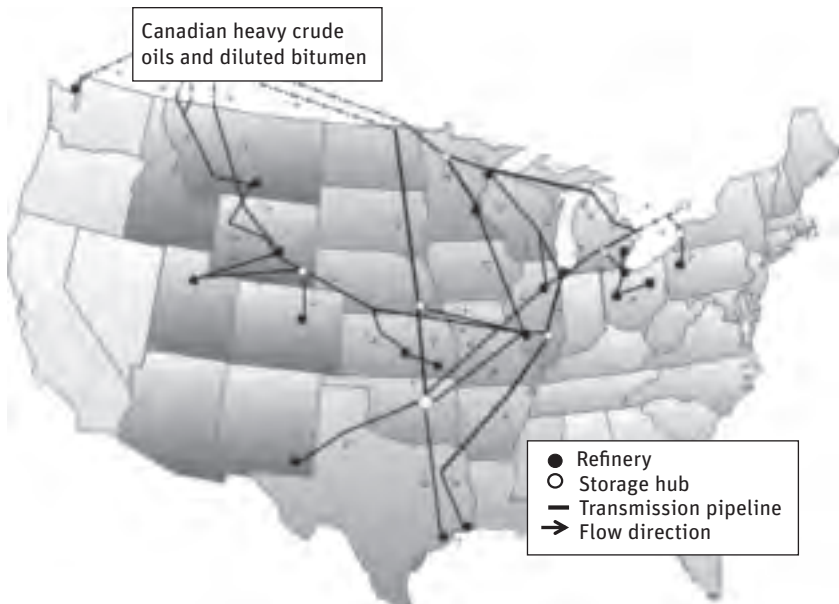 Canadian heavy crude
oils and diluted bitumen
Refinery
Storage hub
Transmission pipeline
Flow direction